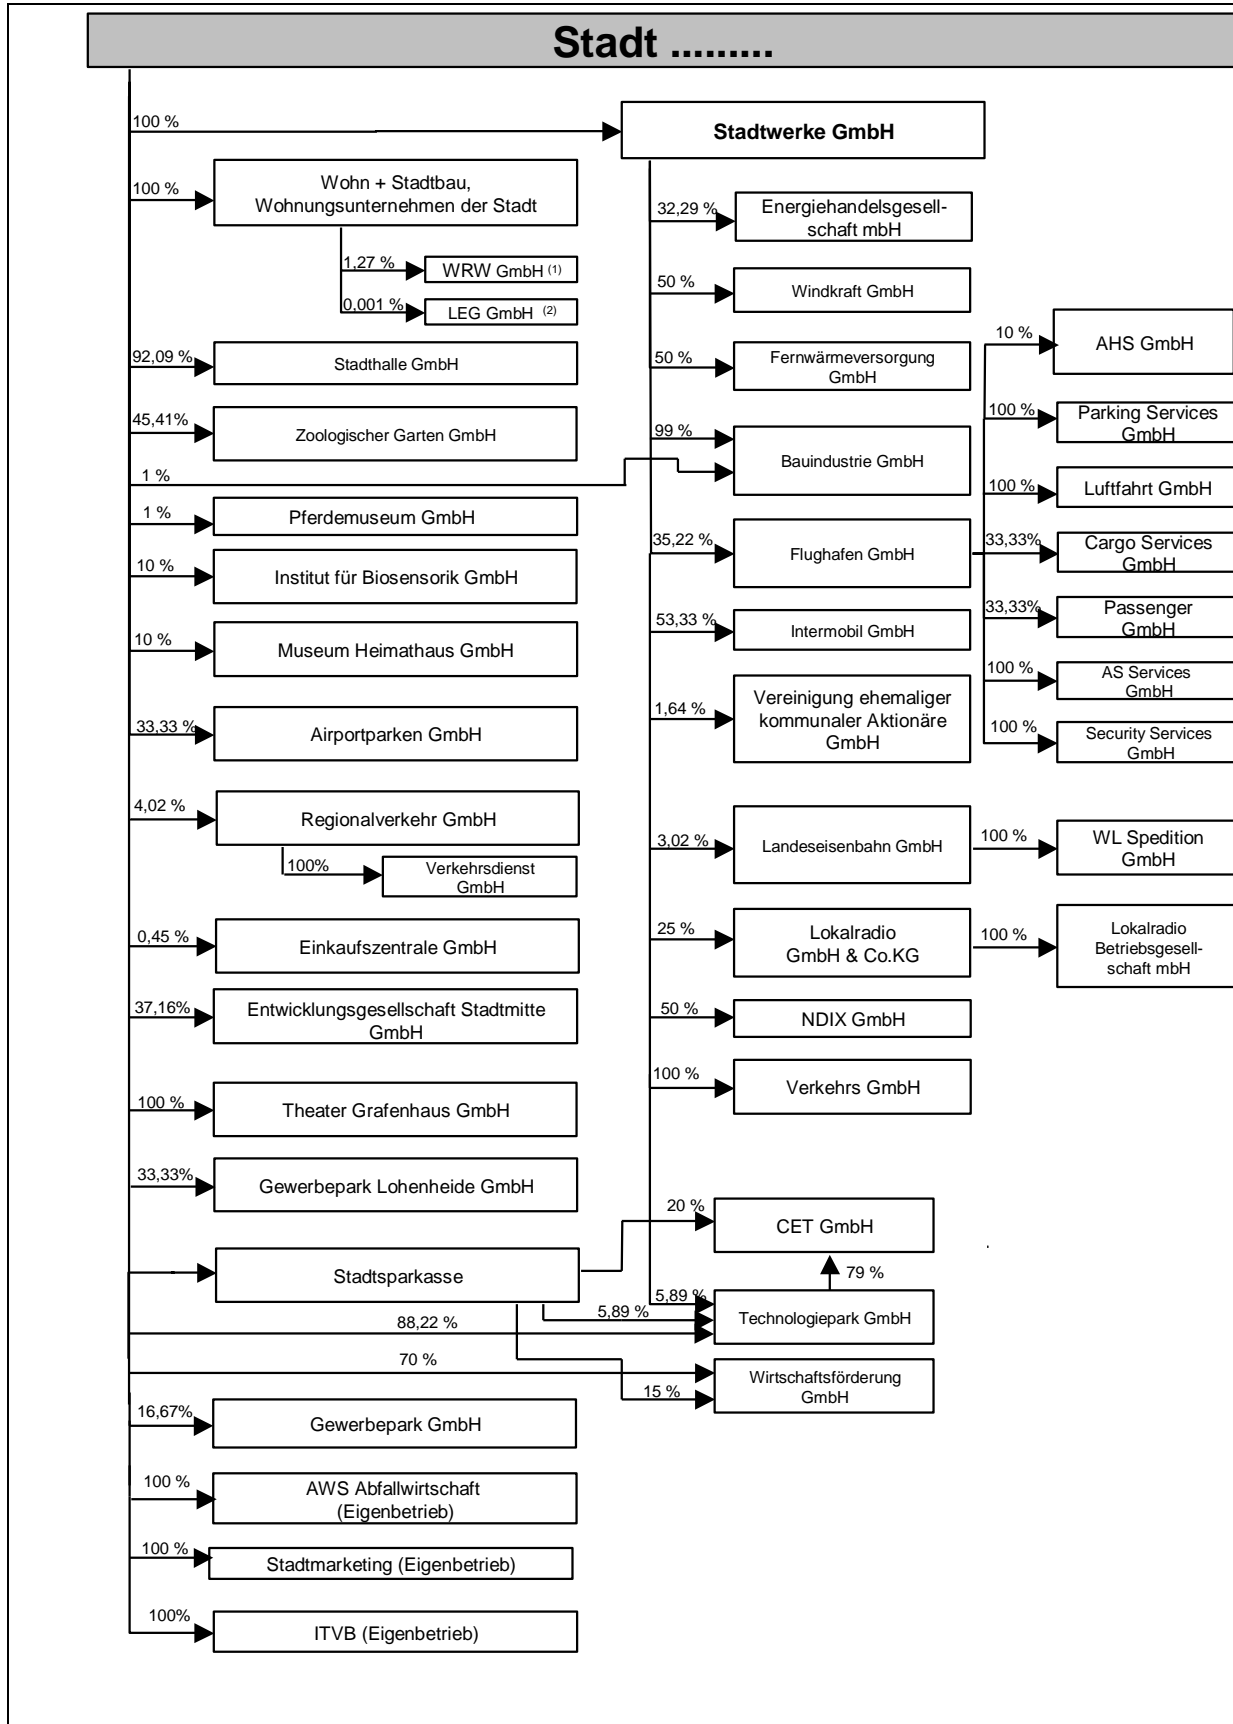 Stadt .........
100 %
Stadtwerke GmbH
100 %
Wohn + Stadtbau,
Wohnungsunternehmen der Stadt
1,27 %
WRW GmbH (1)
0,001 %
LEG GmbH (2)
92,09 %
Stadthalle GmbH
45,41%
Zoologischer Garten GmbH
1 %
1 %
Pferdemuseum GmbH
10 %
Institut für Biosensorik GmbH
10 %
Museum Heimathaus GmbH
33,33 %
Airportparken GmbH
4,02 %
Regionalverkehr GmbH
100%
Verkehrsdienst
GmbH
0,45 %
Einkaufszentrale GmbH
37,16%
Entwicklungsgesellschaft Stadtmitte
GmbH
100 %
Theater Grafenhaus GmbH
33,33%
Gewerbepark Lohenheide GmbH
Stadtsparkasse
88,22 %
70 %
16,67%
Gewerbepark GmbH
100 %
AWS Abfallwirtschaft
(Eigenbetrieb)
100 %
Stadtmarketing (Eigenbetrieb)
100%
ITVB (Eigenbetrieb)
32,29 %
Energiehandelsgesell-
schaft mbH
50 %
Windkraft GmbH
50 %
Fernwärmeversorgung
GmbH
99 %
Bauindustrie GmbH
35,22 %
Flughafen GmbH
53,33 %
Intermobil GmbH
1,64 %
Vereinigung ehemaliger
kommunaler Aktionäre
GmbH
3,02 %
Landeseisenbahn GmbH
25 %
Lokalradio
GmbH & Co.KG
50 %
NDIX GmbH
100 %
Verkehrs GmbH
20 %
CET GmbH
79 %
5,89 %
5,89 %
Technologiepark GmbH
15 %
Wirtschaftsförderung
GmbH
10 %
AHS GmbH
100 %
Parking Services
GmbH
100 %
Luftfahrt GmbH
33,33%
Cargo Services
GmbH
33,33%
Passenger
GmbH
100 %
AS Services
GmbH
100 %
Security Services
GmbH
100 %
WL Spedition
GmbH
100 %
Lokalradio
Betriebsgesell-
schaft mbH